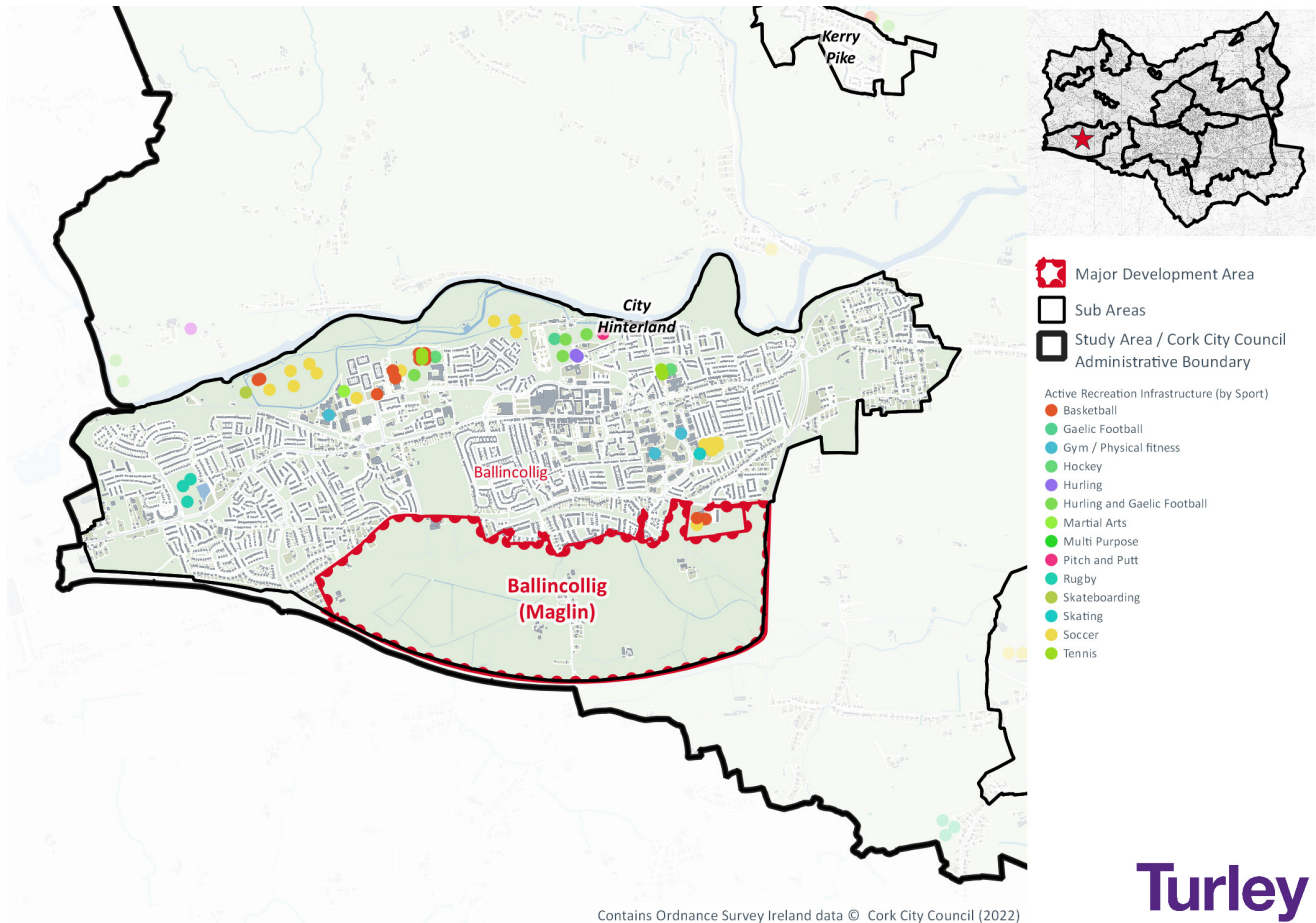 Kerry
Pike
City
Hinterland
Ballincollig
Ballincollig
(Maglin)
Major Development Area
Sub Areas
Study Area / Cork City Council
Administrative Boundary
Active Recreation Infrastructure (by Sport)
Basketball
Gaelic Football
Gym / Physical fitness
Hockey
Hurling
Hurling and Gaelic Football
Martial Arts
Multi Purpose
Pitch and Putt
Rugby
Skateboarding
Skating
Soccer
Tennis
Contains Ordnance Survey Ireland data © Cork City Council (2022)
Turley